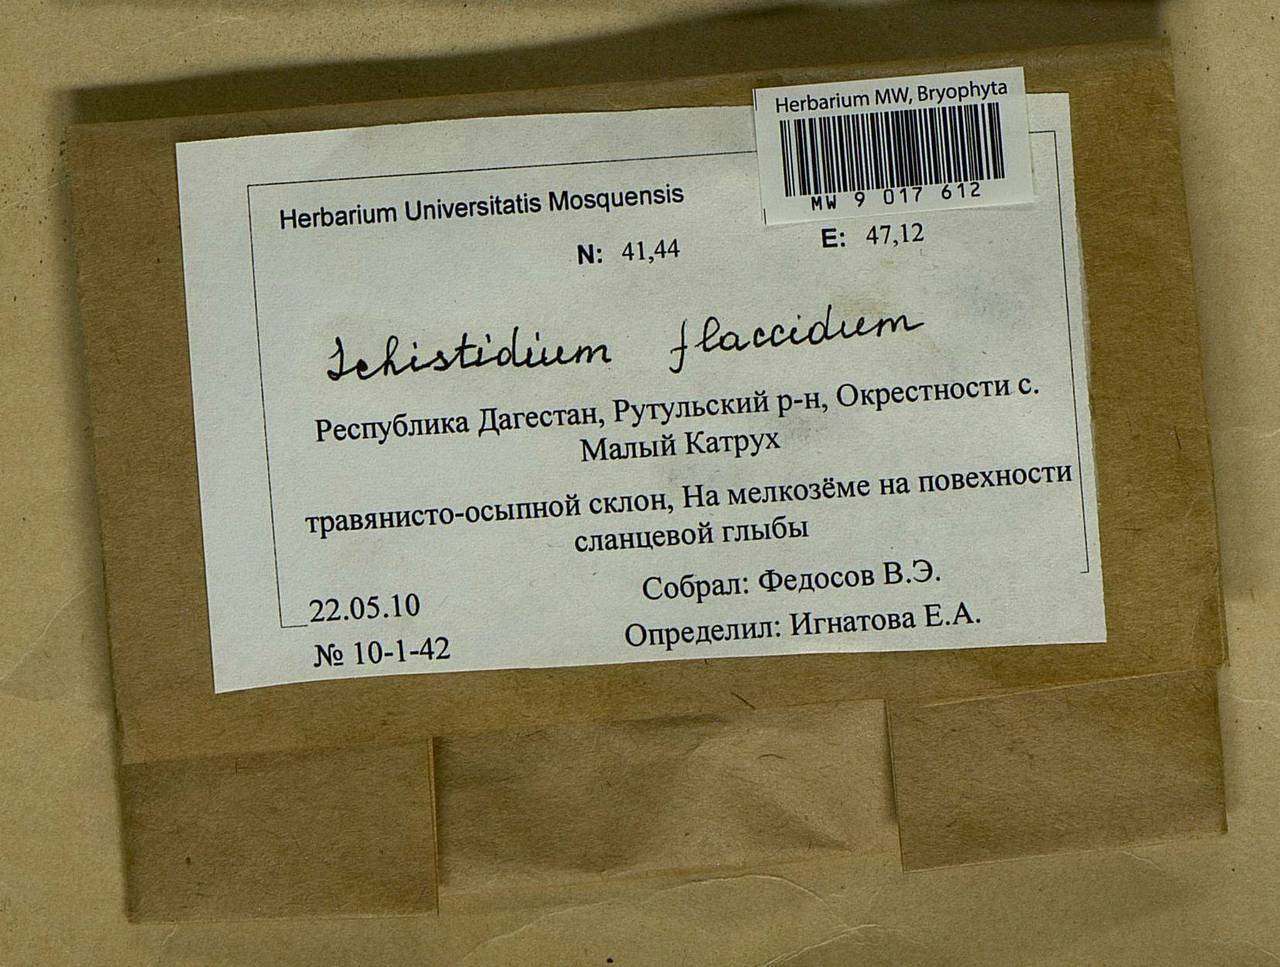 Herbarium MW, Bryophyta
MW 9 017 612
Herbarium Universitatis Mosquensis
N: 41,44 E: 47,12
Schistidium flaccidum
Республика Дагестан, Рутульский р-н, Окрестности с.
Малый Катрух
травянисто-осыпной склон, На мелкозёме на повехности
сланцевой глыбы
22.05.10 Собрал: Федосов В.Э.
№ 10-1-42 Определил: Игнатова Е.А.